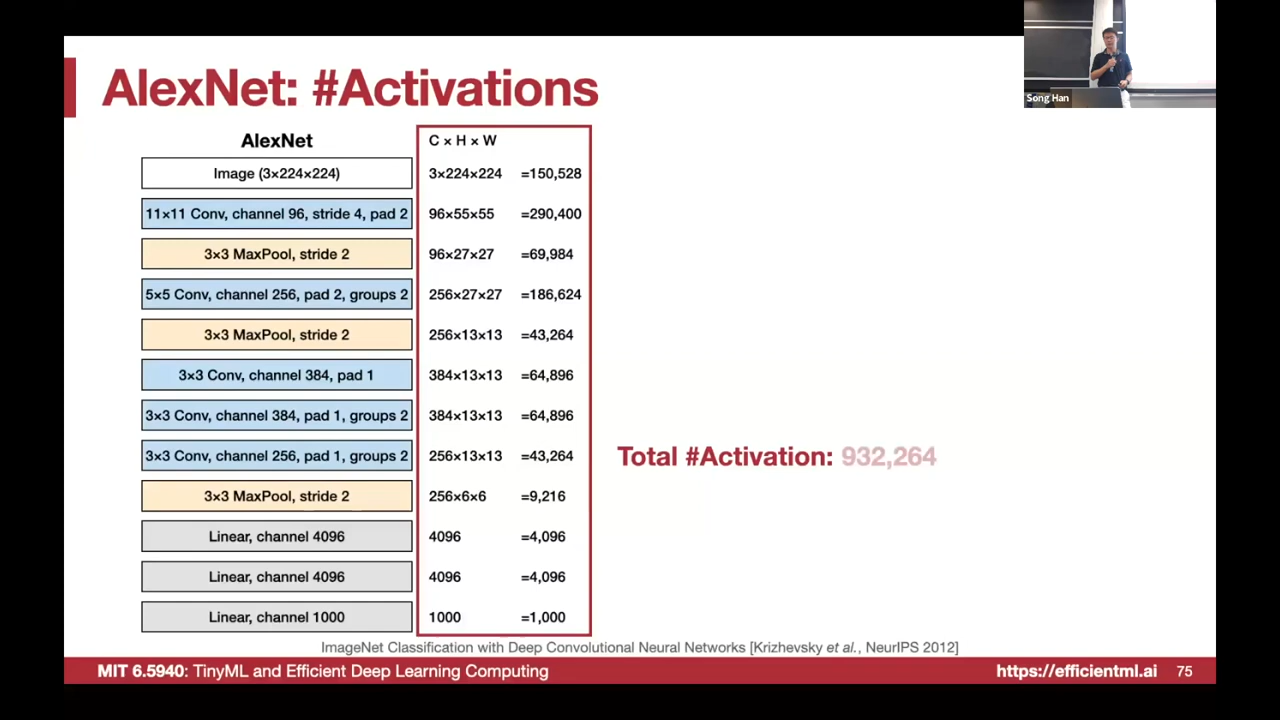 Song Han
AlexNet: #Activations
AlexNet
C × H × W
Image (3×224×224) 3×224×224 =150,528
11×11 Conv, channel 96, stride 4, pad 2 96×55×55 =290,400
3×3 MaxPool, stride 2 96×27×27 =69,984
5×5 Conv, channel 256, pad 2, groups 2 256×27×27 =186,624
3×3 MaxPool, stride 2 256×13×13 =43,264
3×3 Conv, channel 384, pad 1 384×13×13 =64,896
3×3 Conv, channel 384, pad 1, groups 2 384×13×13 =64,896
3×3 Conv, channel 256, pad 1, groups 2 256×13×13 =43,264
Total #Activation: 932,264
3×3 MaxPool, stride 2 256×6×6 =9,216
Linear, channel 4096 4096 =4,096
Linear, channel 4096 4096 =4,096
Linear, channel 1000 1000 =1,000
ImageNet Classification with Deep Convolutional Neural Networks [Krizhevsky et al., NeurIPS 2012]
MIT 6.5940: TinyML and Efficient Deep Learning Computing
https://efficientml.ai 75